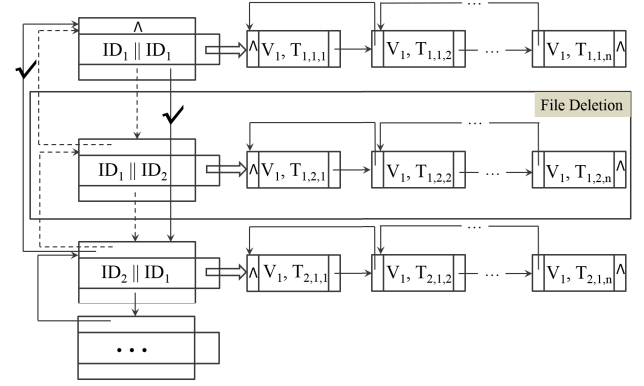 ∧
ID₁ || ID₁ ∧ V₁, T₁,₁,₁ V₁, T₁,₁,₂ ... V₁, T₁,₁,ₙ ∧
...
File Deletion
...
ID₁ || ID₂ ∧ V₁, T₁,₂,₁ V₁, T₁,₂,₂ ... V₁, T₁,₂,ₙ ∧
...
ID₂ || ID₁ ∧ V₁, T₂,₁,₁ V₁, T₂,₁,₂ ... V₁, T₂,₁,ₙ ∧
...